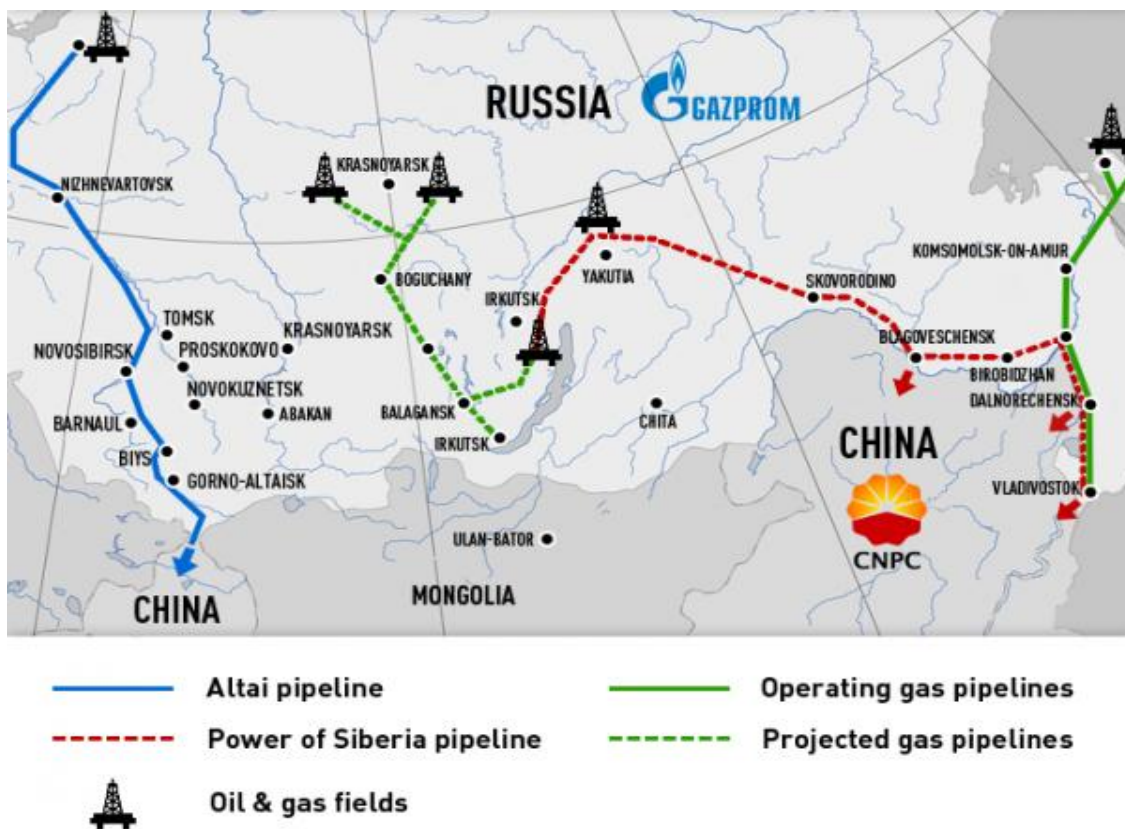 RUSSIA
GAZPROM
KRASNOYARSK
NIZHNEVARTOVSK
KOMSOMOLSK-ON-AMUR
BOGUCHANY
YAKUTIA
SKOVORODINO
IRKUTSK
TOMSK
KRASNOYARSK
NOVOSIBIRSK
PROSKOKOVO
BLAGOVESCHENSK
BIROBIDZHAN
NOVOKUZNETSK
DALNORECHENSK
BARNAUL
ABAKAN
BALAGANSK
CHITA
IRKUTSK
BIYS
CHINA
GORNO-ALTAISK
VLADIVOSTOK
ULAN-BATOR
CNPC
MONGOLIA
CHINA
Altai pipeline
Operating gas pipelines
Power of Siberia pipeline
Projected gas pipelines
Oil & gas fields